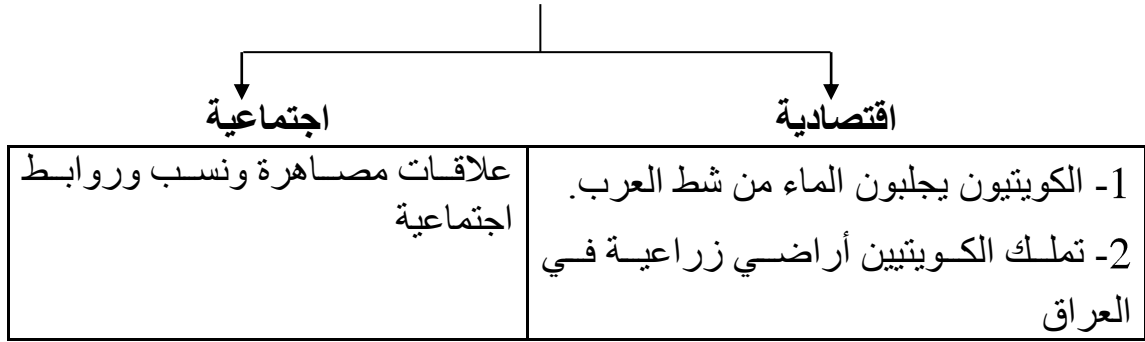 اقتصادية
اجتماعية
1- الكويتيون يجلبون الماء من شط العرب.
2- تملك الكويتيين أراضي زراعية في
العراق
علاقات مصاهرة ونسب وروابط
اجتماعية